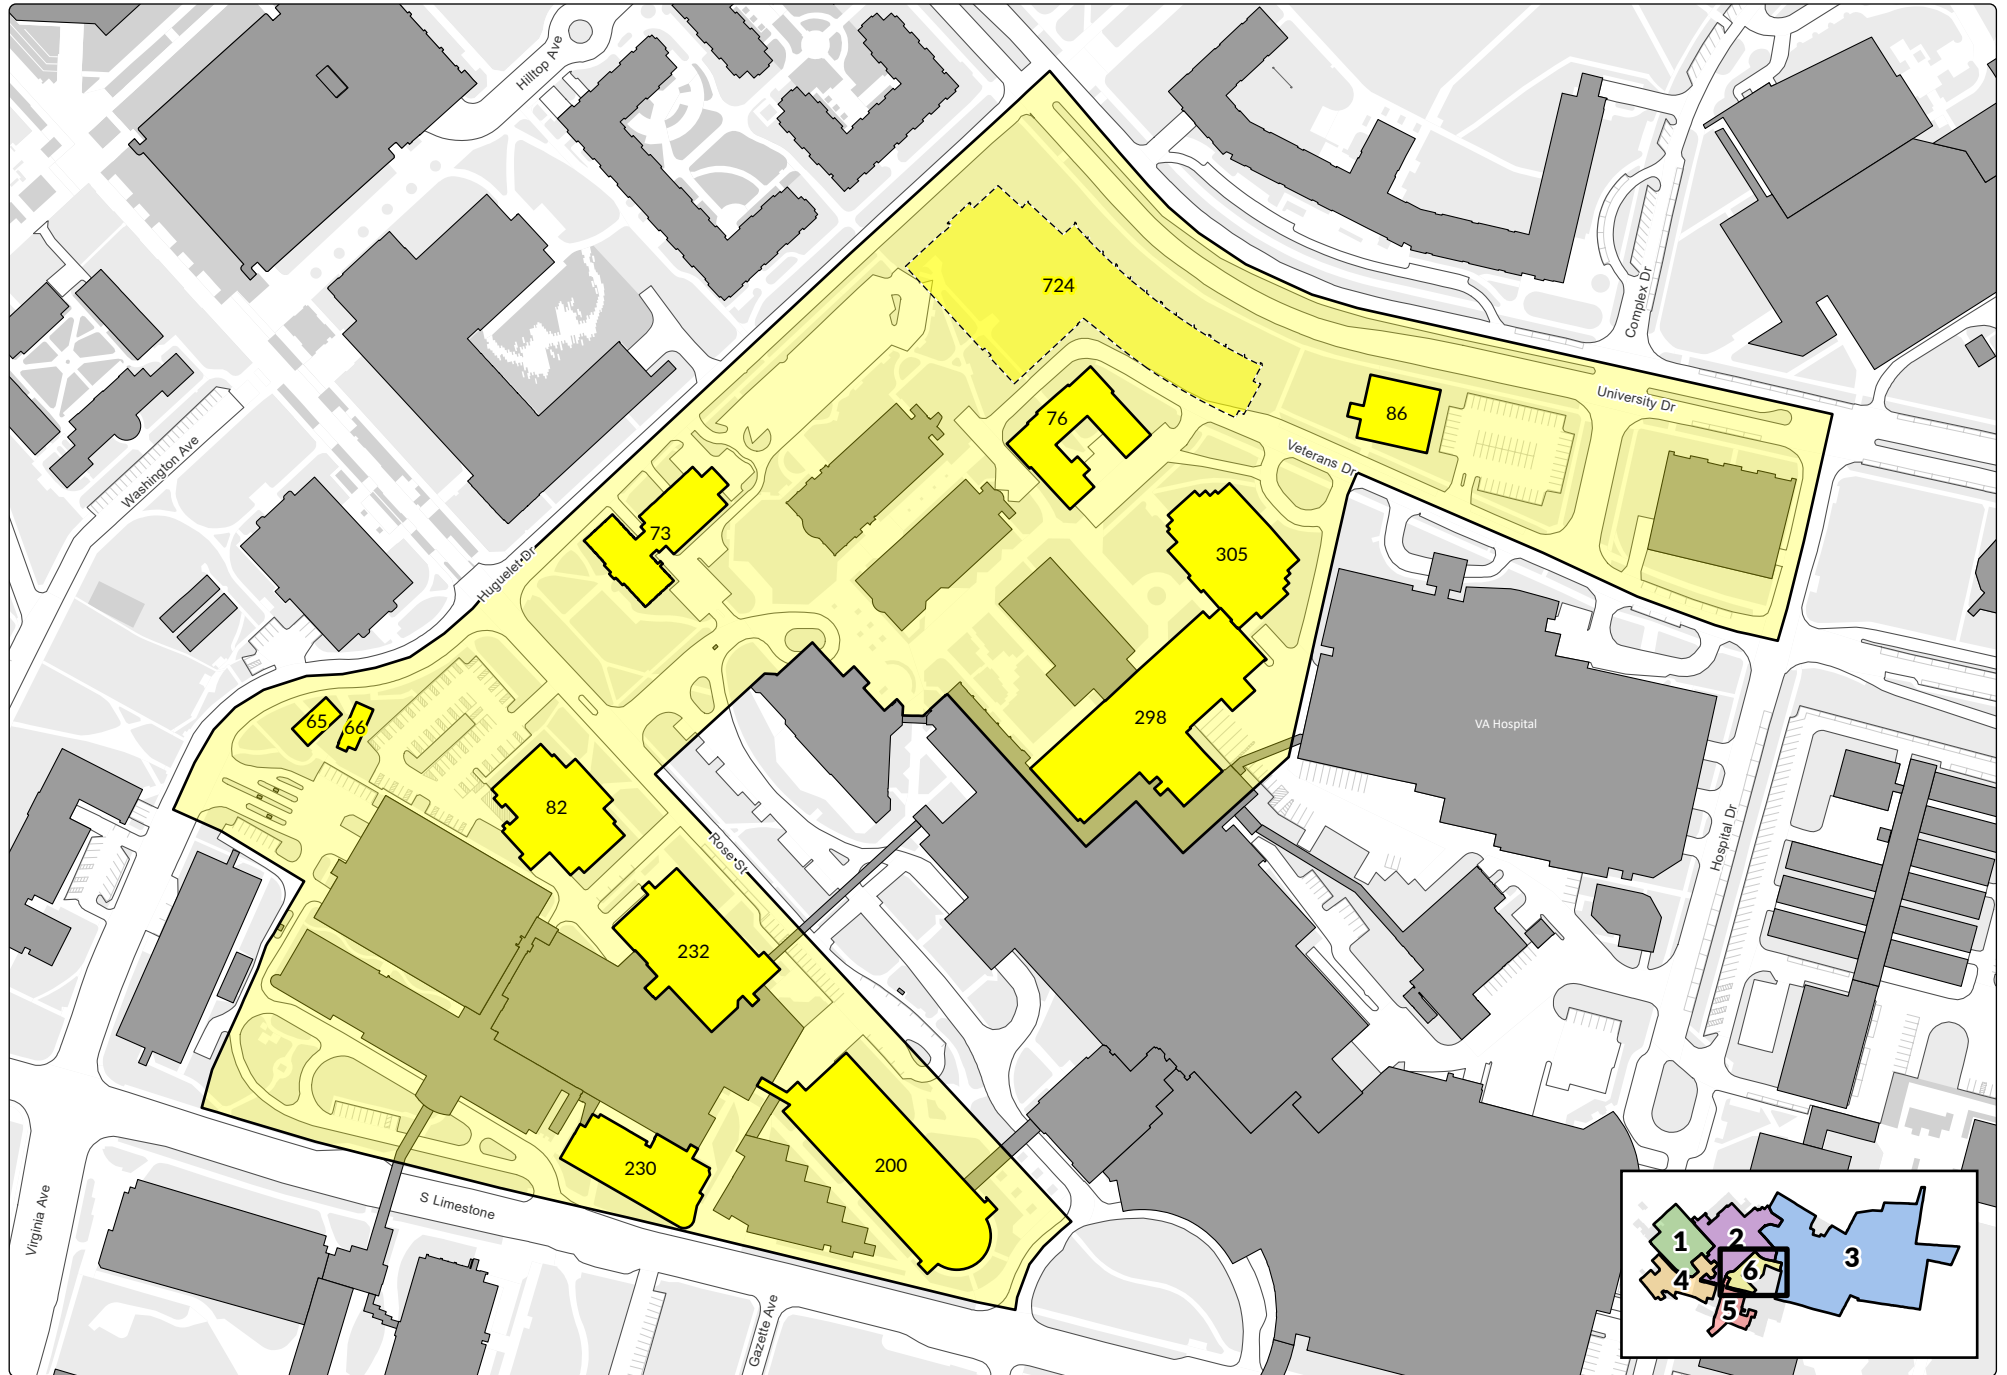 Hilltop Ave
724
Complex Dr
University Dr
76
86
Veterans Dr
Washington Ave
73
305
Huguelet Dr
65
66
298
VA Hospital
82
Rose St
Hospital Dr
232
230
200
S Limestone
Virginia Ave
Gazette Ave
1
2
3
4
5
6